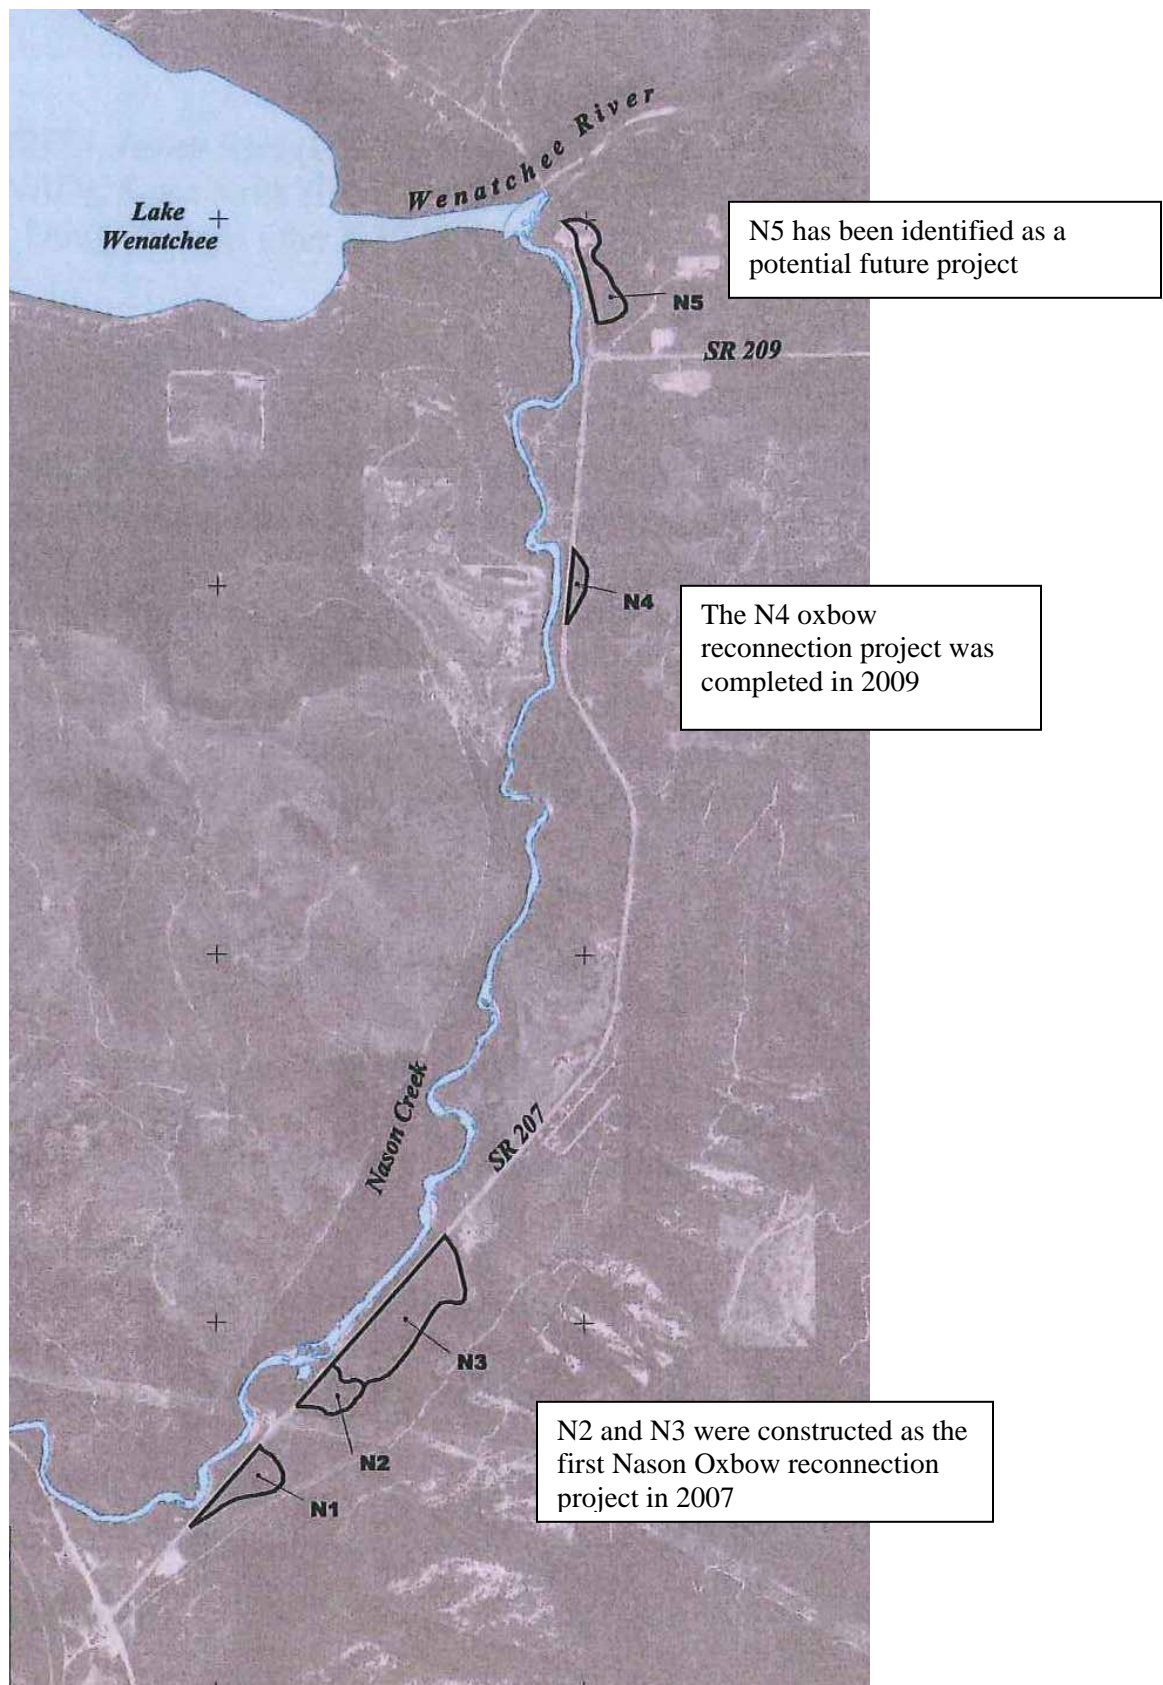 Wenatchee River
Lake
Wenatchee
N5 has been identified as a
potential future project
N5
SR 209
N4
The N4 oxbow
reconnection project was
completed in 2009
Nason Creek
SR 207
N3
N2
N2 and N3 were constructed as the
first Nason Oxbow reconnection
project in 2007
N1